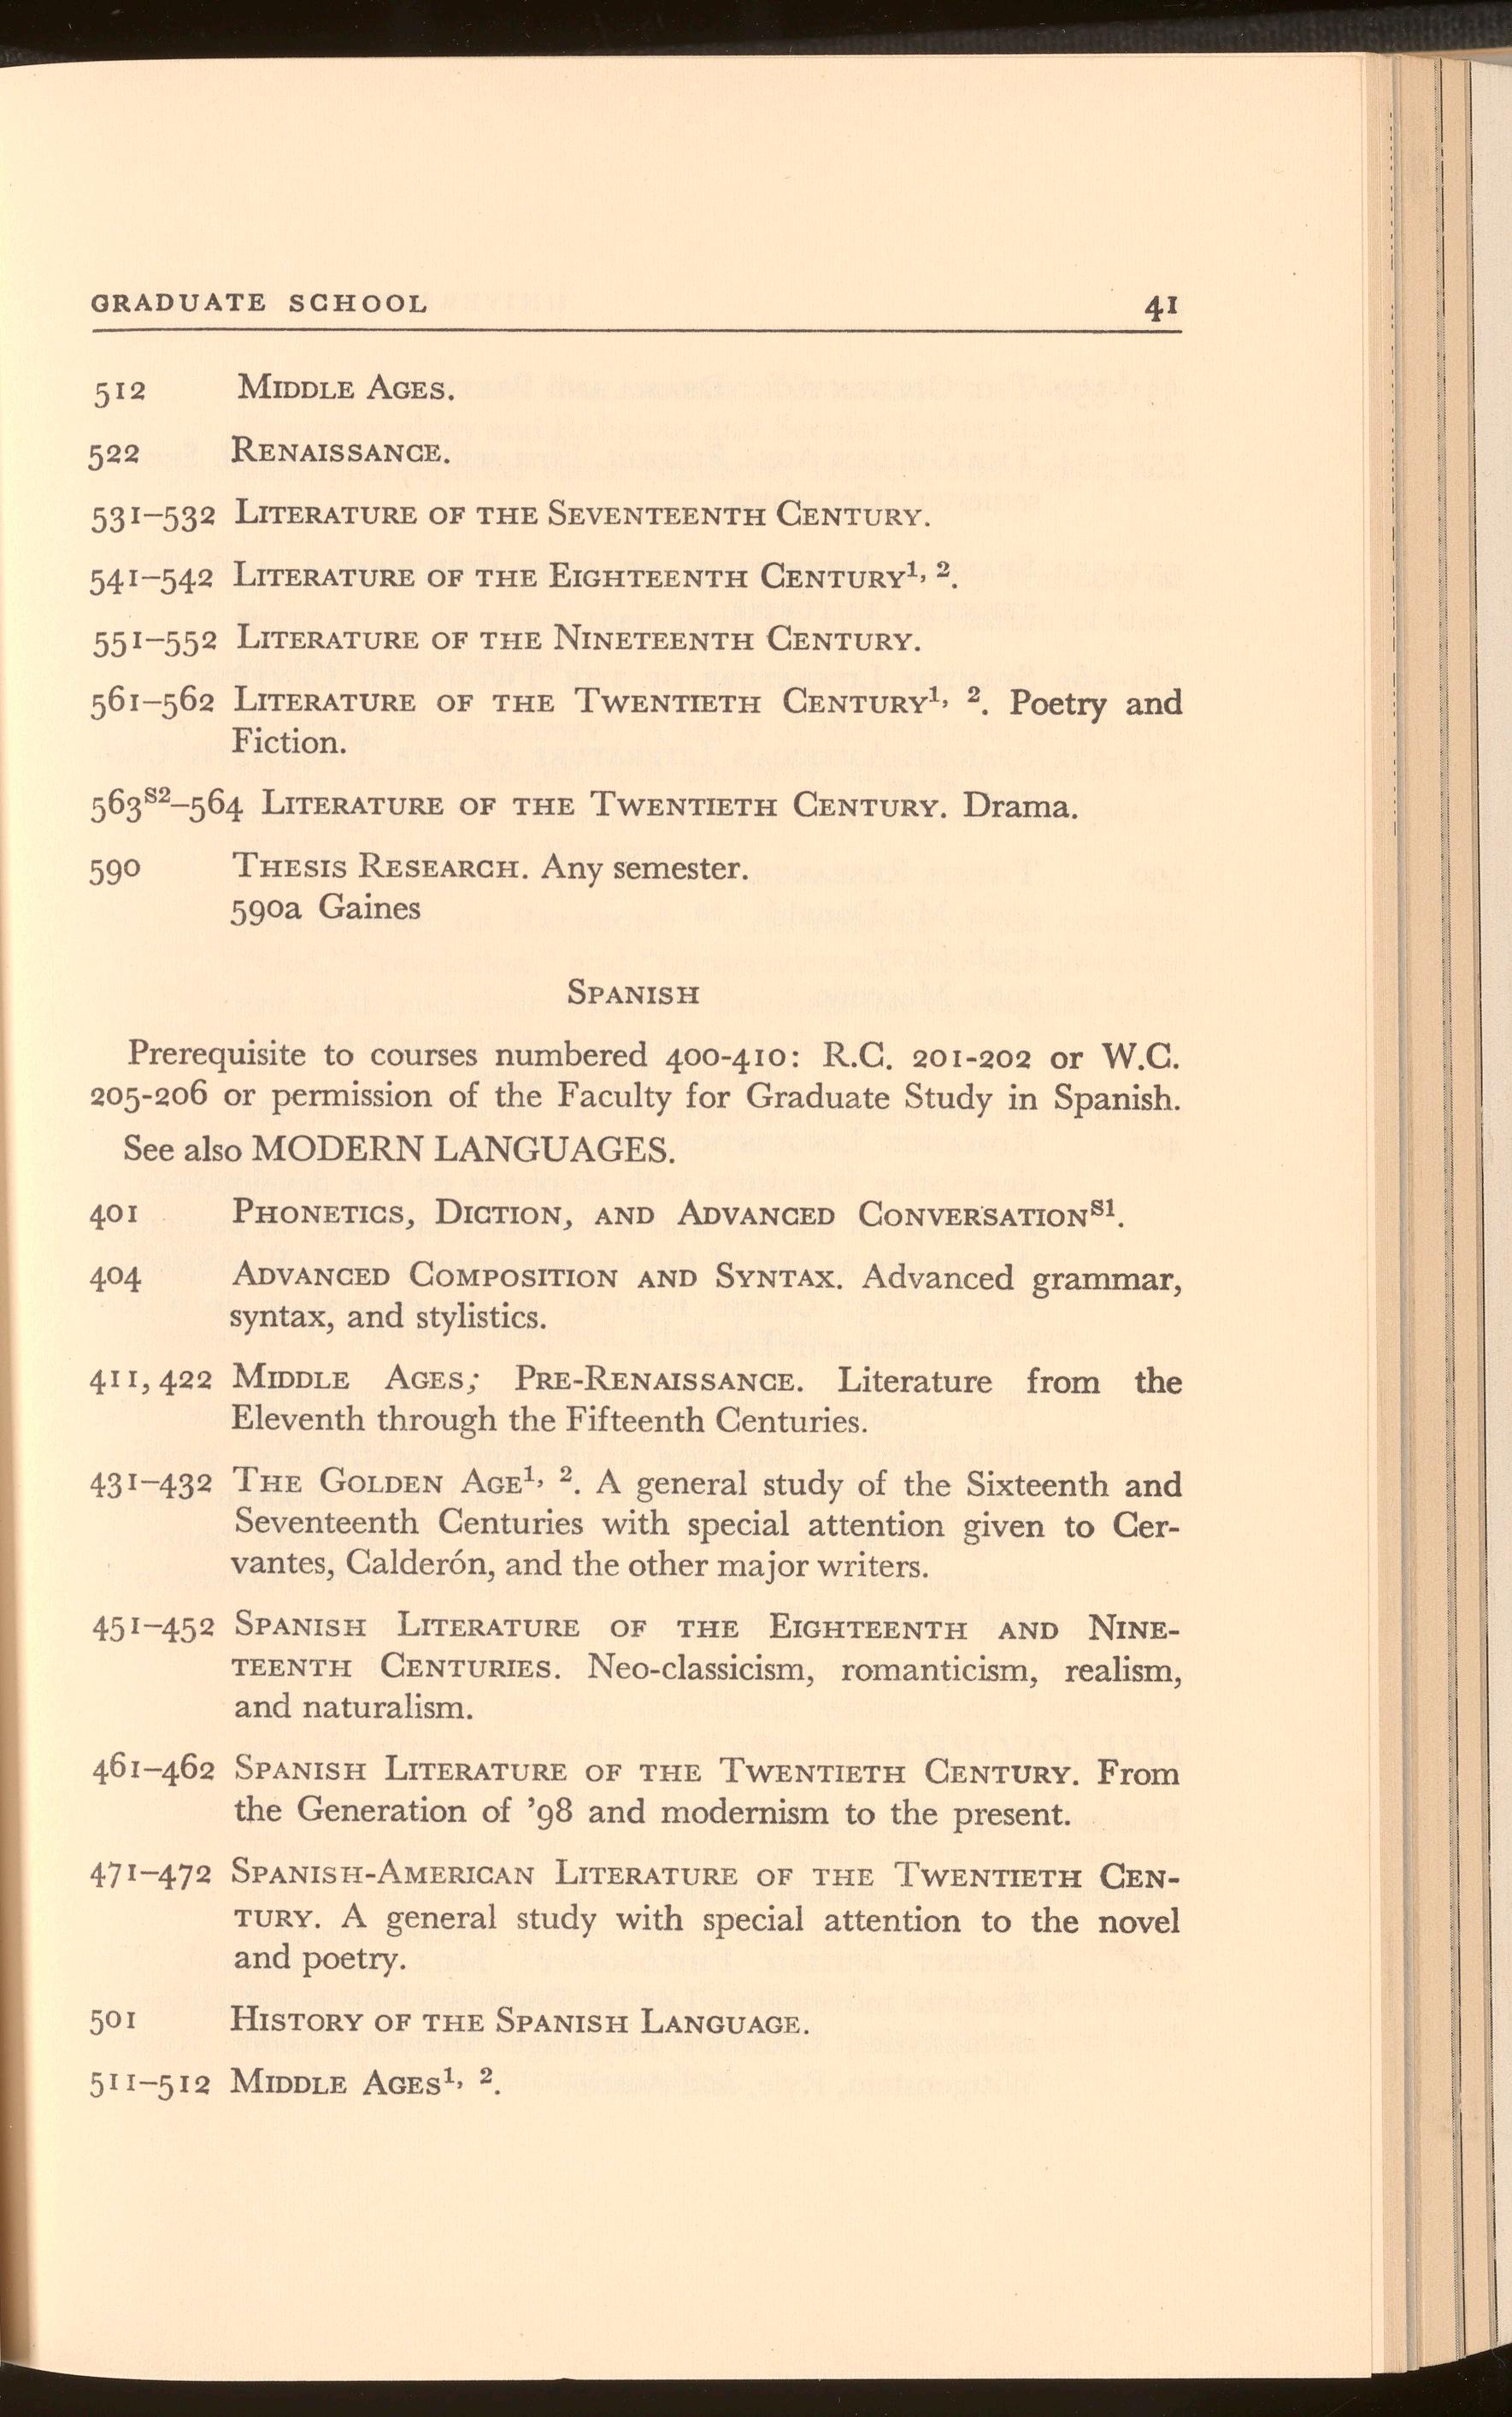 GRADUATE SCHOOL 41
512 MIDDLE AGES.
522 RENAISSANCE.
531–532 LITERATURE OF THE SEVENTEENTH CENTURY.
541–542 LITERATURE OF THE EIGHTEENTH CENTURY¹, ².
551–552 LITERATURE OF THE NINETEENTH CENTURY.
561–562 LITERATURE OF THE TWENTIETH CENTURY¹, ². Poetry and
Fiction.
563ˢ²–564 LITERATURE OF THE TWENTIETH CENTURY. Drama.
590 THESIS RESEARCH. Any semester.
590a Gaines
SPANISH
Prerequisite to courses numbered 400-410: R.C. 201-202 or W.C.
205-206 or permission of the Faculty for Graduate Study in Spanish.
See also MODERN LANGUAGES.
401 PHONETICS, DICTION, AND ADVANCED CONVERSATIONˢ¹.
404 ADVANCED COMPOSITION AND SYNTAX. Advanced grammar,
syntax, and stylistics.
411, 422 MIDDLE AGES; PRE-RENAISSANCE. Literature from the
Eleventh through the Fifteenth Centuries.
431–432 THE GOLDEN AGE¹, ². A general study of the Sixteenth and
Seventeenth Centuries with special attention given to Cer-
vantes, Calderón, and the other major writers.
451–452 SPANISH LITERATURE OF THE EIGHTEENTH AND NINE-
TEENTH CENTURIES. Neo-classicism, romanticism, realism,
and naturalism.
461–462 SPANISH LITERATURE OF THE TWENTIETH CENTURY. From
the Generation of ’98 and modernism to the present.
471–472 SPANISH-AMERICAN LITERATURE OF THE TWENTIETH CEN-
TURY. A general study with special attention to the novel
and poetry.
501 HISTORY OF THE SPANISH LANGUAGE.
511–512 MIDDLE AGES¹, ².